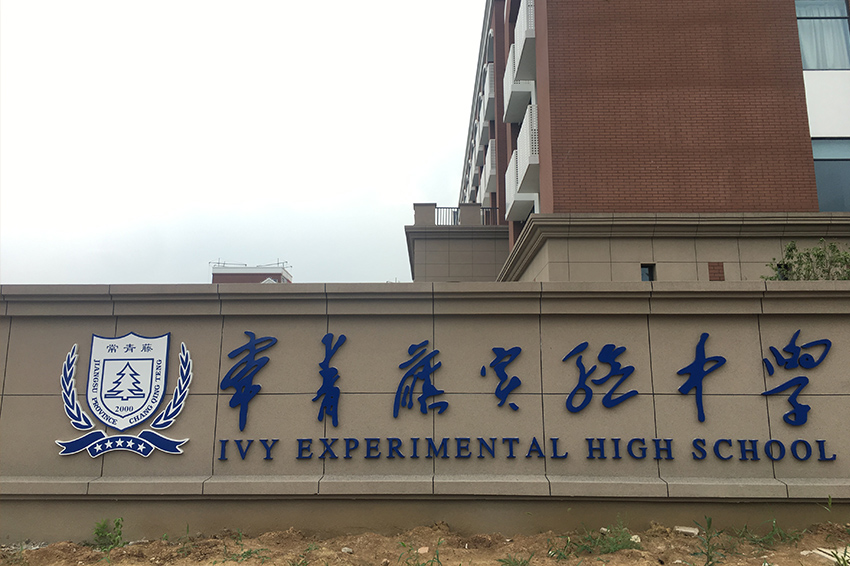 常青藤
JIANGSU PROVINCE CHANG QING TENG
2000
常青藤实验中学
IVY EXPERIMENTAL HIGH SCHOOL